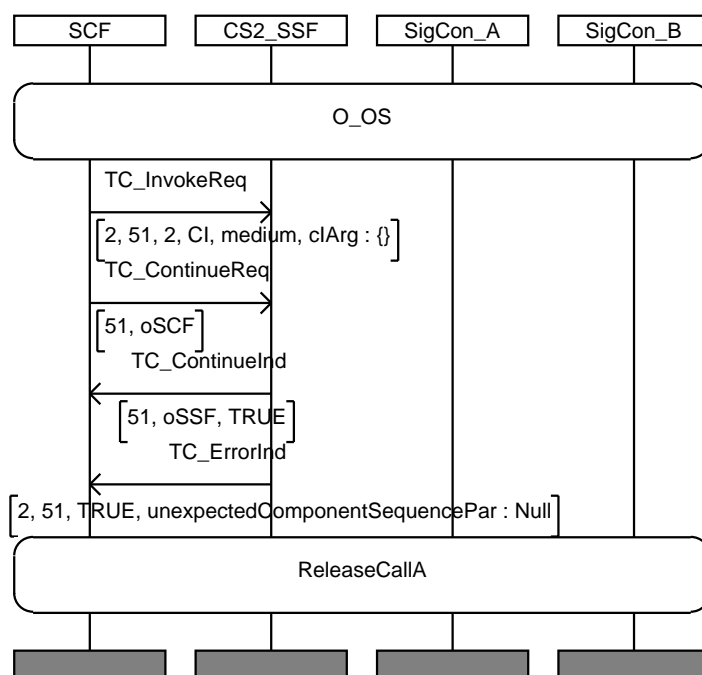 SCF CS2_SSF SigCon_A SigCon_B
O_OS
TC_InvokeReq
2, 51, 2, CI, medium, cIArg : {}
TC_ContinueReq
51, oSCF
TC_ContinueInd
51, oSSF, TRUE
TC_ErrorInd
2, 51, TRUE, unexpectedComponentSequencePar : Null
ReleaseCallA